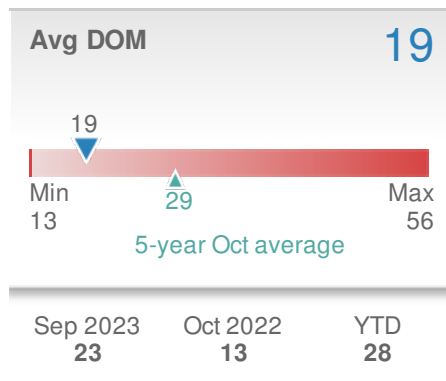 Avg DOM 19
19
Min Max
13 29 56
5-year Oct average
Sep 2023 Oct 2022 YTD
23 13 28